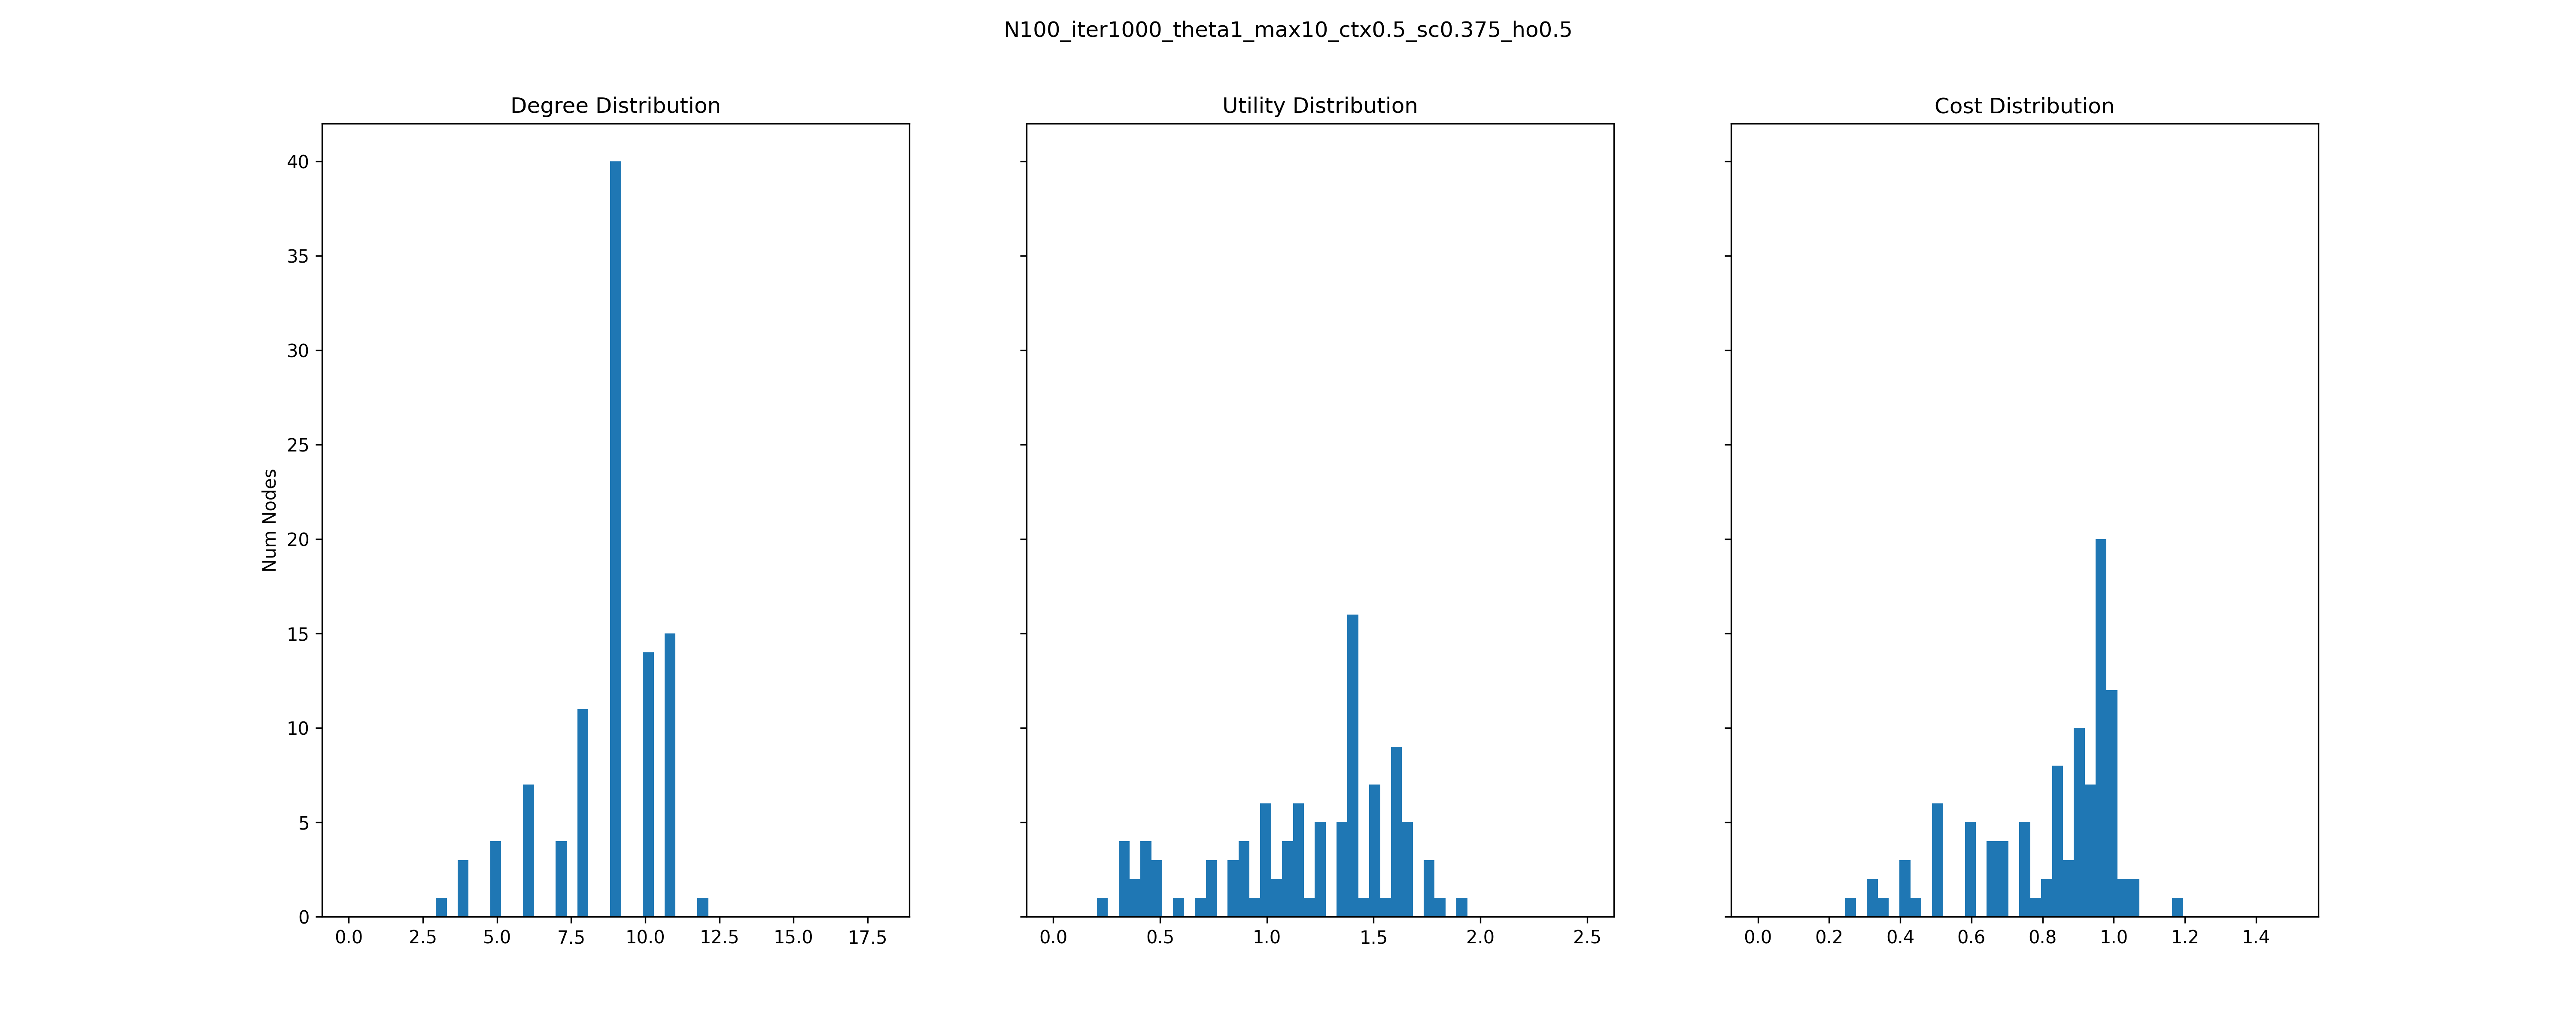 N100_iter1000_theta1_max10_ctx0.5_sc0.375_ho0.5
Degree Distribution
Utility Distribution
Cost Distribution
40
35
30
25
20
15
10
5
0
Num Nodes
0.0 2.5 5.0 7.5 10.0 12.5 15.0 17.5
0.0 0.5 1.0 1.5 2.0 2.5
0.0 0.2 0.4 0.6 0.8 1.0 1.2 1.4